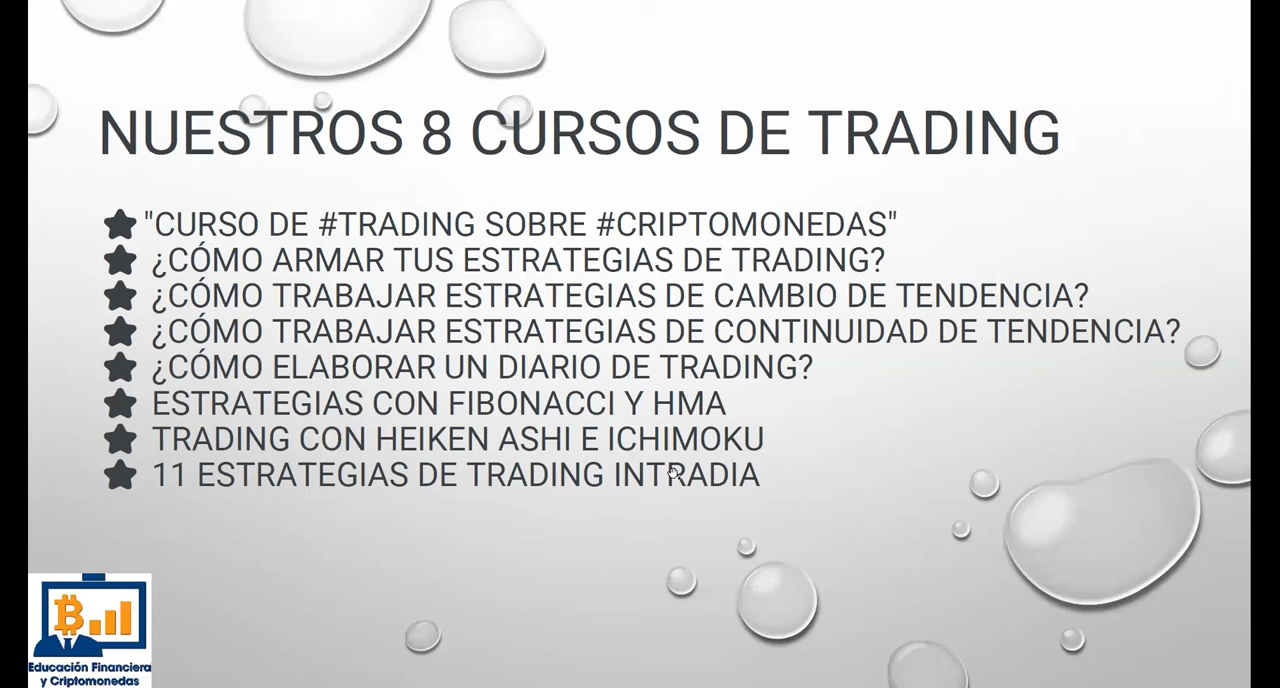 NUESTROS 8 CURSOS DE TRADING
"CURSO DE #TRADING SOBRE #CRIPTOMONEDAS"
¿CÓMO ARMAR TUS ESTRATEGIAS DE TRADING?
¿CÓMO TRABAJAR ESTRATEGIAS DE CAMBIO DE TENDENCIA?
¿CÓMO TRABAJAR ESTRATEGIAS DE CONTINUIDAD DE TENDENCIA?
¿CÓMO ELABORAR UN DIARIO DE TRADING?
ESTRATEGIAS CON FIBONACCI Y HMA
TRADING CON HEIKEN ASHI E ICHIMOKU
11 ESTRATEGIAS DE TRADING INTRADIA
Educación Financiera
y Criptomonedas